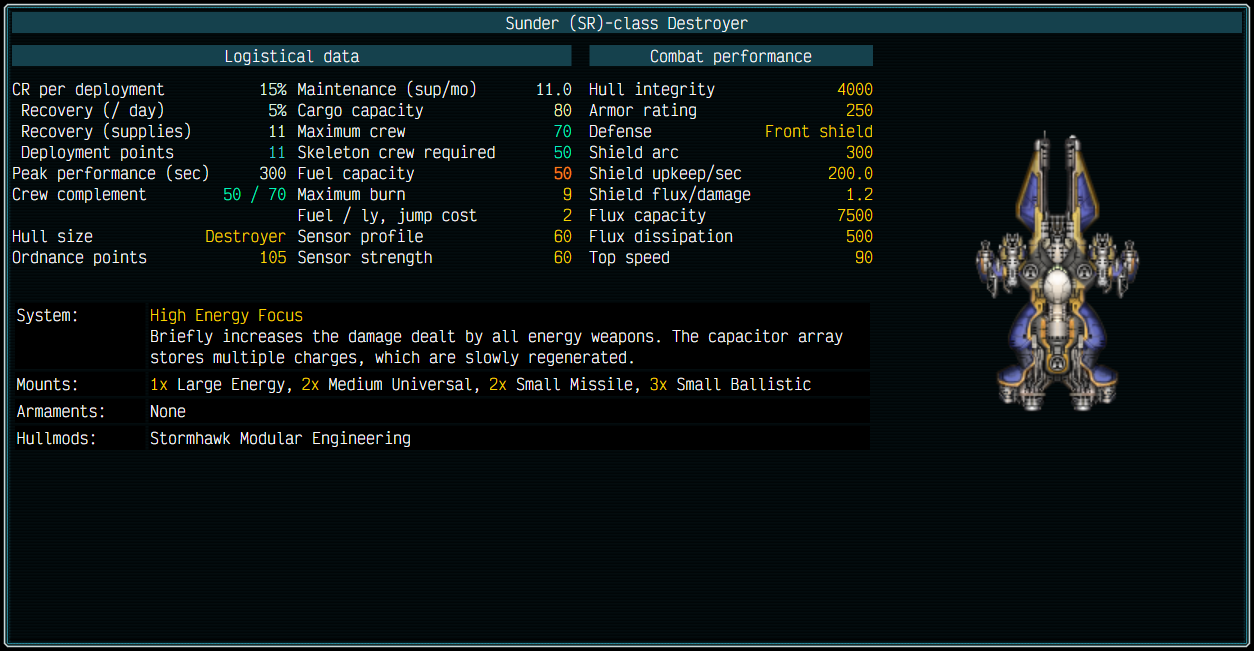 Sunder (SR)-class Destroyer
Logistical data
CR per deployment 15% Maintenance (sup/mo) 11.0
Recovery (/ day) 5% Cargo capacity 80
Recovery (supplies) 11 Maximum crew 70
Deployment points 11 Skeleton crew required 50
Peak performance (sec) 300 Fuel capacity 50
Crew complement 50 / 70 Maximum burn 9
Fuel / ly, jump cost 2
Hull size Destroyer Sensor profile 60
Ordnance points 105 Sensor strength 60
Combat performance
Hull integrity 4000
Armor rating 250
Defense Front shield
Shield arc 300
Shield upkeep/sec 200.0
Shield flux/damage 1.2
Flux capacity 7500
Flux dissipation 500
Top speed 90
System: High Energy Focus
Briefly increases the damage dealt by all energy weapons. The capacitor array
stores multiple charges, which are slowly regenerated.
Mounts: 1x Large Energy, 2x Medium Universal, 2x Small Missile, 3x Small Ballistic
Armaments: None
Hullmods: Stormhawk Modular Engineering